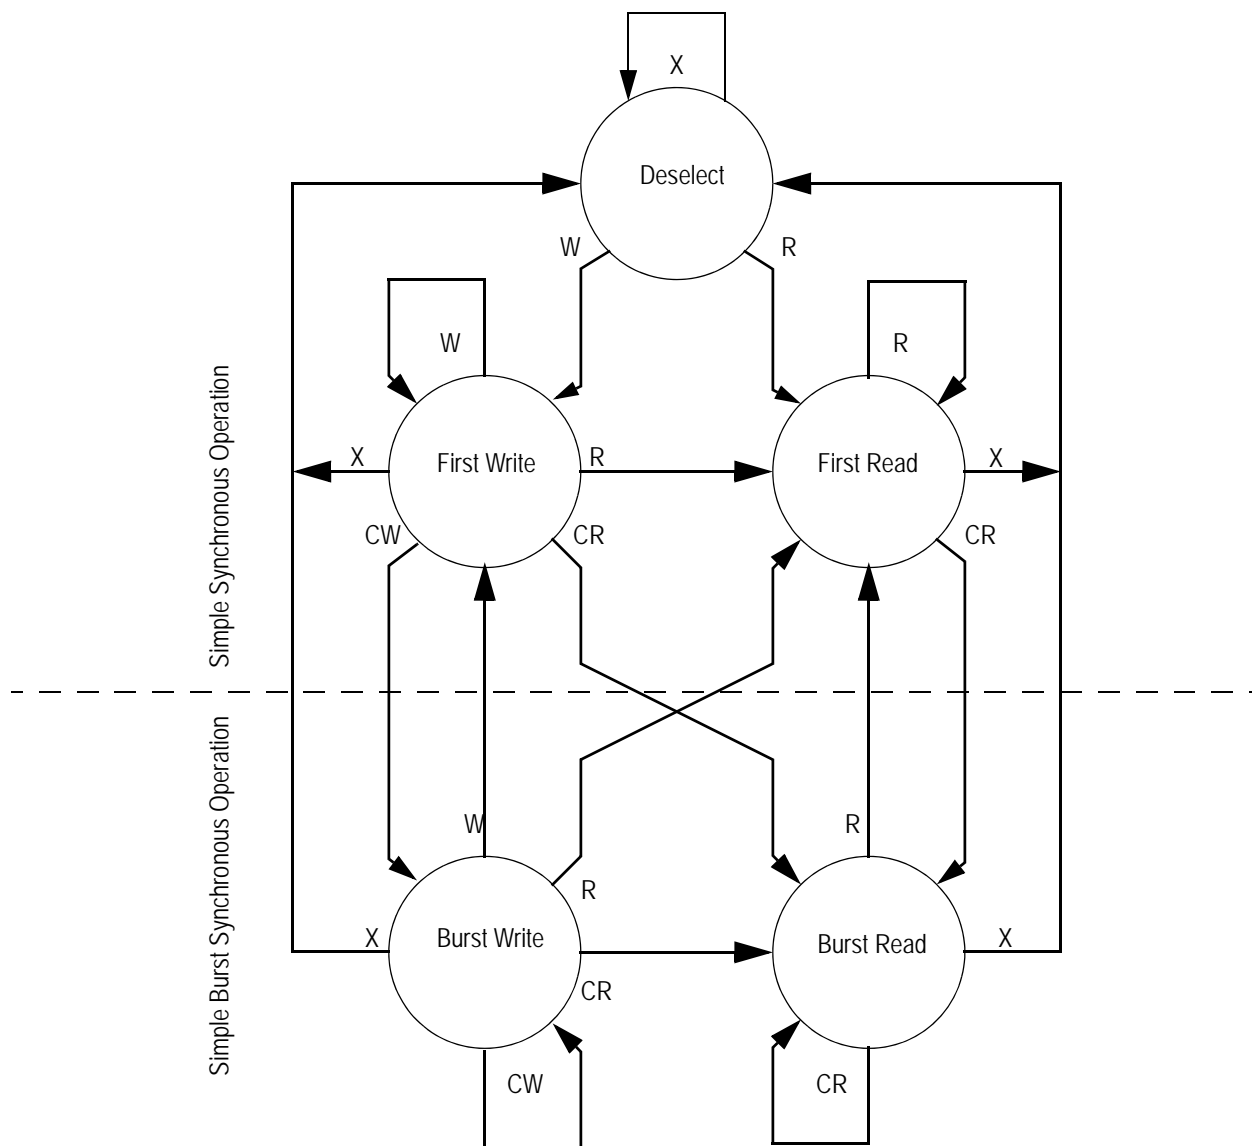 X
Deselect
W
R
W
R
X
First Write
R
First Read
X
CW
CR
CR
Simple Synchronous Operation
Simple Burst Synchronous Operation
W
R
R
X
Burst Write
Burst Read
X
CR
CW
CR